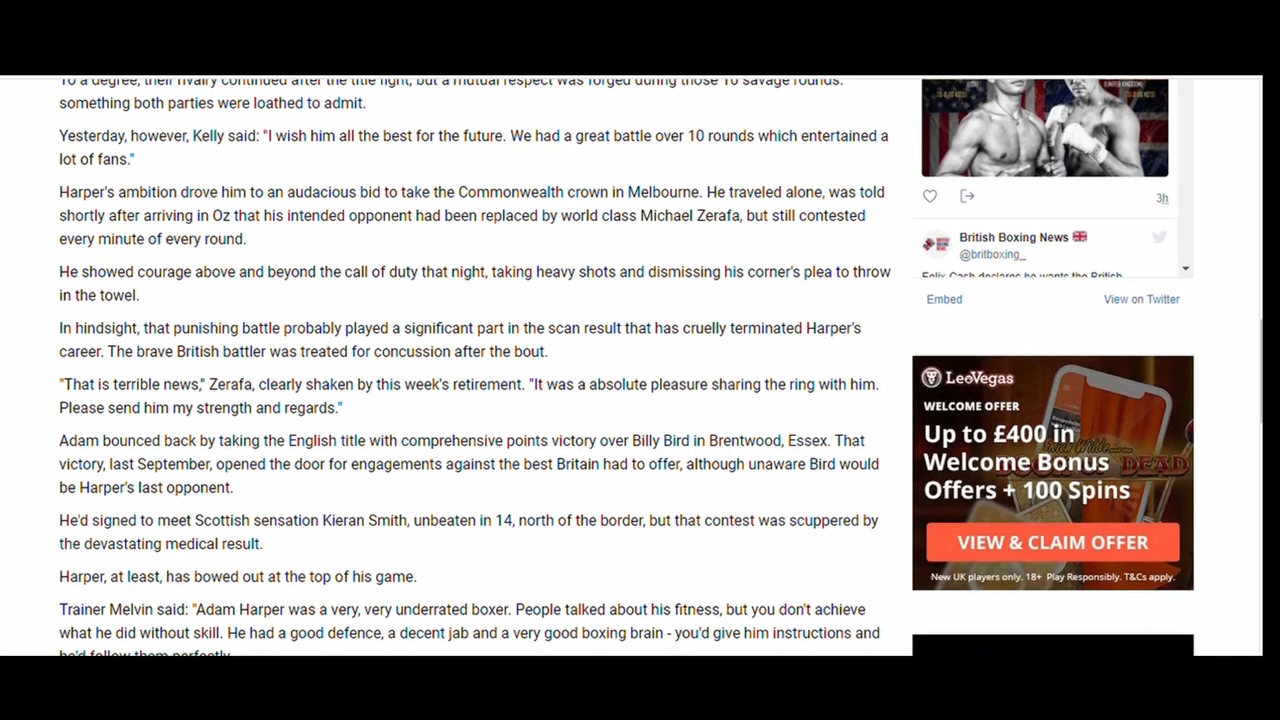 To a degree, their rivalry continued after the title fight, but a mutual respect was forged during those 10 savage rounds.
something both parties were loathed to admit.
Yesterday, however, Kelly said: "I wish him all the best for the future. We had a great battle over 10 rounds which entertained a
lot of fans."
Harper's ambition drove him to an audacious bid to take the Commonwealth crown in Melbourne. He traveled alone, was told
shortly after arriving in Oz that his intended opponent had been replaced by world class Michael Zerafa, but still contested
every minute of every round.
He showed courage above and beyond the call of duty that night, taking heavy shots and dismissing his corner's plea to throw
in the towel.
In hindsight, that punishing battle probably played a significant part in the scan result that has cruelly terminated Harper's
career. The brave British battler was treated for concussion after the bout.
"That is terrible news," Zerafa, clearly shaken by this week's retirement. "It was a absolute pleasure sharing the ring with him.
Please send him my strength and regards."
Adam bounced back by taking the English title with comprehensive points victory over Billy Bird in Brentwood, Essex. That
victory, last September, opened the door for engagements against the best Britain had to offer, although unaware Bird would
be Harper's last opponent.
He'd signed to meet Scottish sensation Kieran Smith, unbeaten in 14, north of the border, but that contest was scuppered by
the devastating medical result.
Harper, at least, has bowed out at the top of his game.
Trainer Melvin said: "Adam Harper was a very, very underrated boxer. People talked about his fitness, but you don't achieve
what he did without skill. He had a good defence, a decent jab and a very good boxing brain - you'd give him instructions and
he'd follow them perfectly.
3h
British Boxing News
@britboxing_
Felix Cash declares he wants the British
Embed
View on Twitter
LeoVegas
WELCOME OFFER
Up to £400 in
Welcome Bonus
Offers + 100 Spins
DEAD
VIEW & CLAIM OFFER
New UK players only. 18+ Play Responsibly. T&Cs apply.